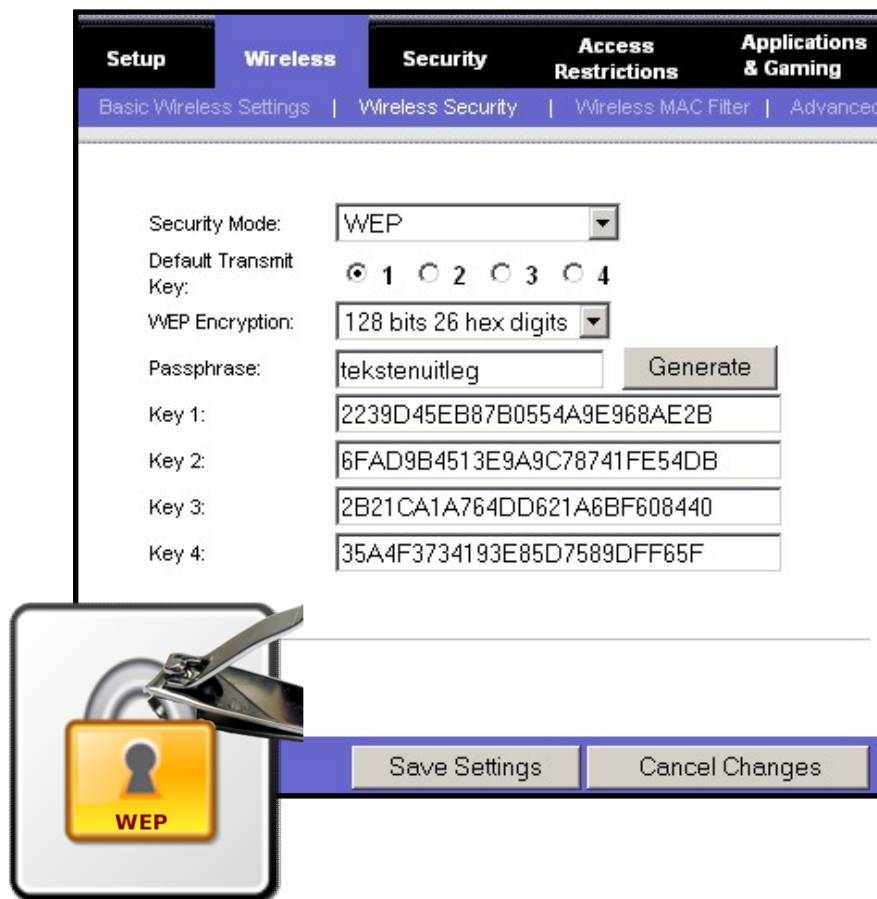 Setup Wireless Security Access Restrictions Applications & Gaming
Basic Wireless Settings | Wireless Security | Wireless MAC Filter | Advanced
Security Mode: WEP
Default Transmit Key: 1 2 3 4
WEP Encryption: 128 bits 26 hex digits
Passphrase: tekstenuitleg Generate
Key 1: 2239D45EB87B0554A9E968AE2B
Key 2: 6FAD9B4513E9A9C78741FE54DB
Key 3: 2B21CA1A764DD621A6BF608440
Key 4: 35A4F3734193E85D7589DFF65F
Save Settings Cancel Changes
WEP